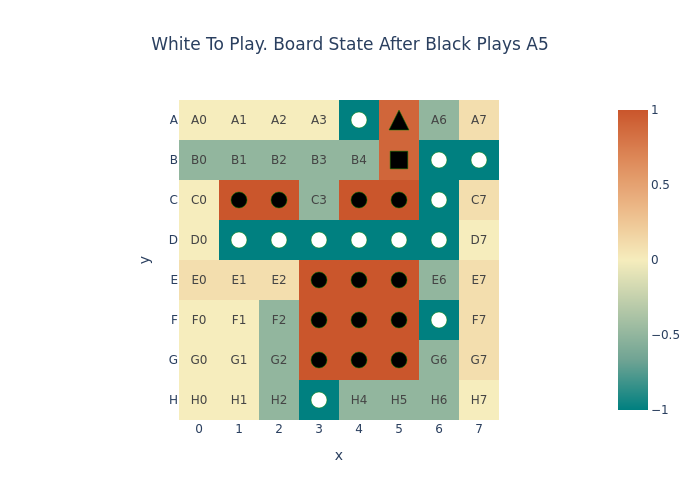 White To Play. Board State After Black Plays A5
A A0 A1 A2 A3 A6 A7
B B0 B1 B2 B3 B4
C C0 C3 C7
D D0 D7
E E0 E1 E2 E6 E7
F F0 F1 F2 F7
G G0 G1 G2 G6 G7
H H0 H1 H2 H4 H5 H6 H7
0 1 2 3 4 5 6 7
x
y
1
0.5
0
−0.5
−1